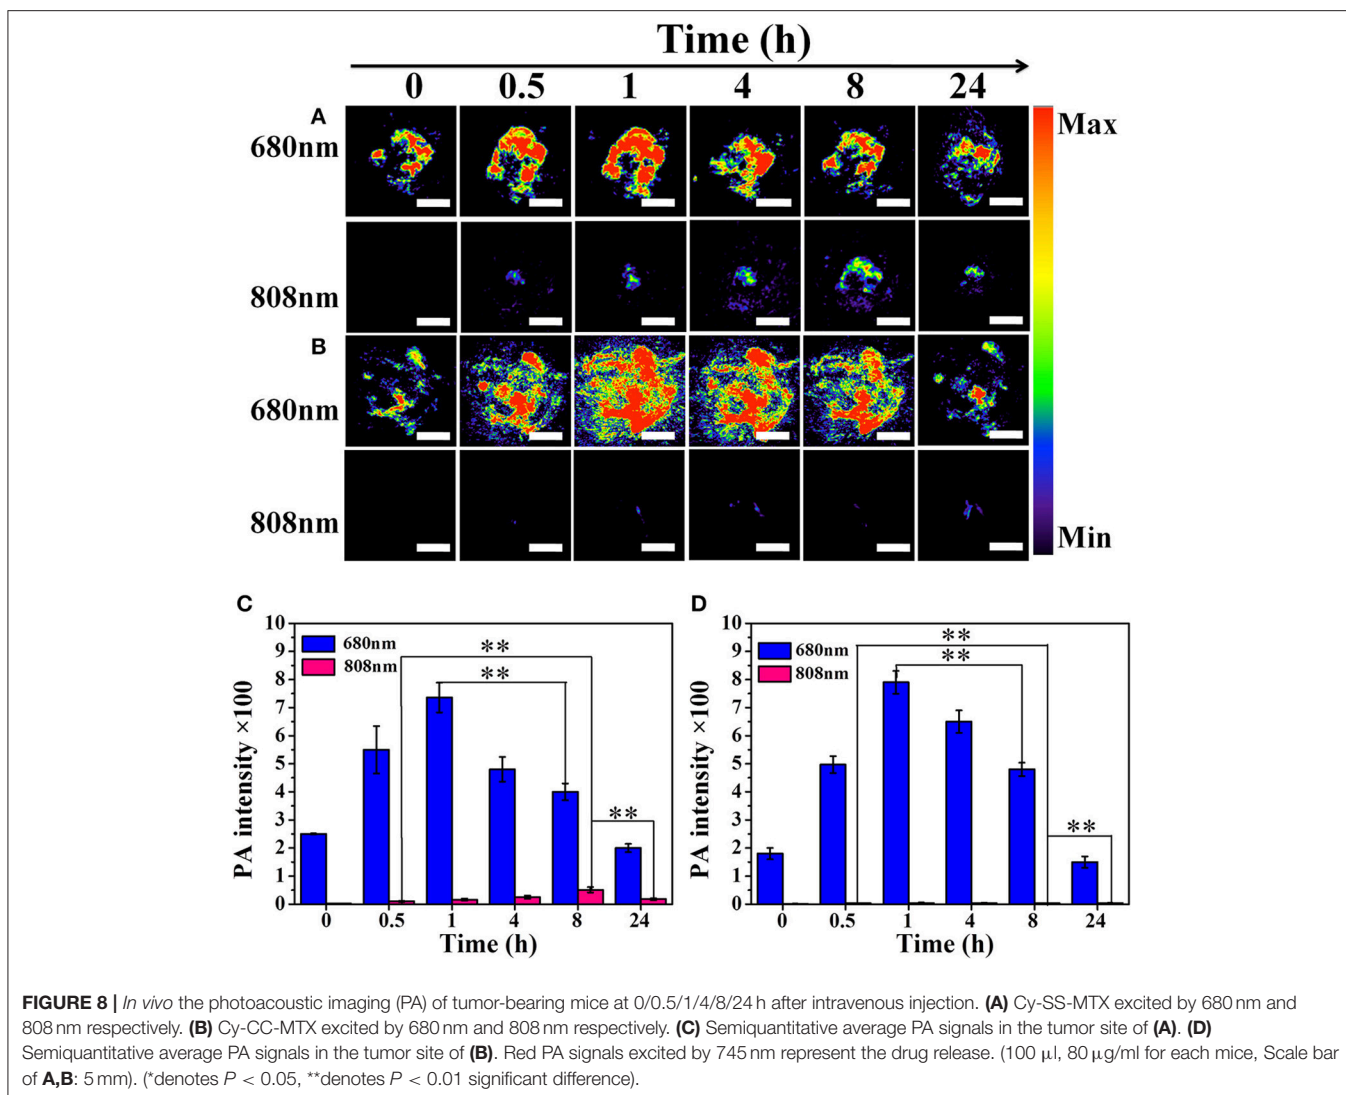 Time (h)
0 0.5 1 4 8 24
A
680nm
Max
808nm
B
680nm
808nm
Min
C
10
9
8
7
6
5
4
3
2
1
0
PA intensity ×100
680nm
808nm
**
**
**
0 0.5 1 4 8 24
Time (h)
D
10
9
8
7
6
5
4
3
2
1
0
PA intensity ×100
680nm
808nm
**
**
**
0 0.5 1 4 8 24
Time (h)
FIGURE 8 | In vivo the photoacoustic imaging (PA) of tumor-bearing mice at 0/0.5/1/4/8/24 h after intravenous injection. (A) Cy-SS-MTX excited by 680 nm and
808 nm respectively. (B) Cy-CC-MTX excited by 680 nm and 808 nm respectively. (C) Semiquantitative average PA signals in the tumor site of (A). (D)
Semiquantitative average PA signals in the tumor site of (B). Red PA signals excited by 745 nm represent the drug release. (100 µl, 80 µg/ml for each mice, Scale bar
of A,B: 5 mm). (*denotes P < 0.05, **denotes P < 0.01 significant difference).